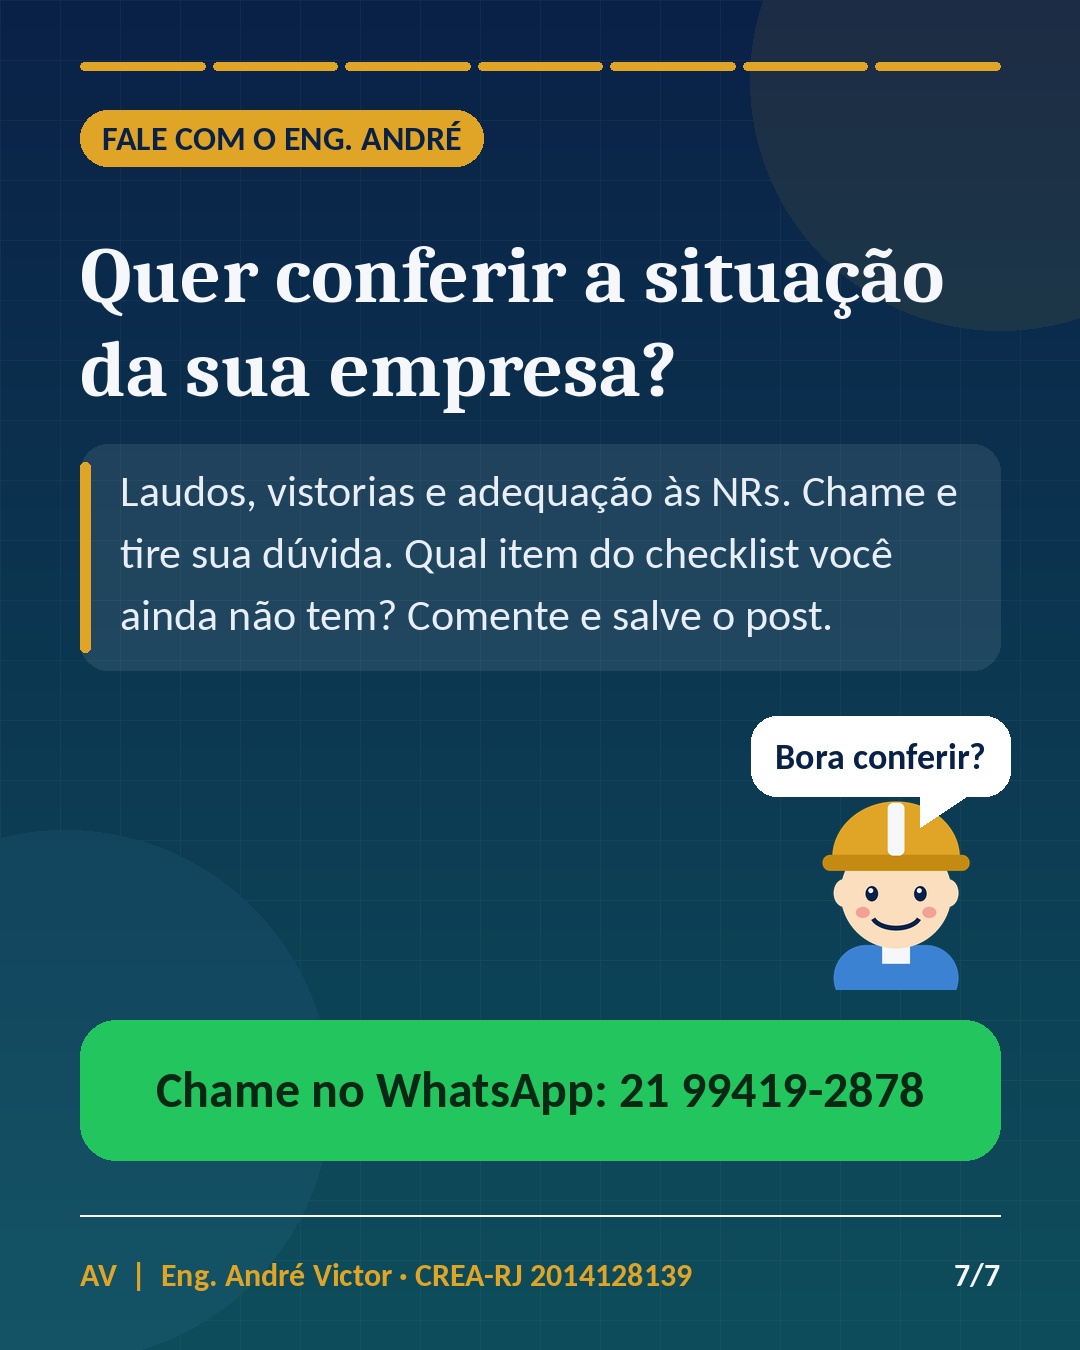 FALE COM O ENG. ANDRÉ
Quer conferir a situação
da sua empresa?
Laudos, vistorias e adequação às NRs. Chame e
tire sua dúvida. Qual item do checklist você
ainda não tem? Comente e salve o post.
Bora conferir?
Chame no WhatsApp: 21 99419-2878
AV | Eng. André Victor · CREA-RJ 2014128139
7/7